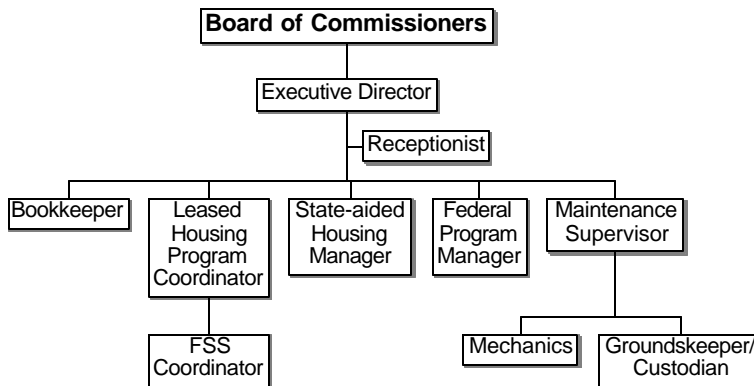 Board of Commissioners
Executive Director
Receptionist
Bookkeeper
Leased
Housing
Program
Coordinator
State-aided
Housing
Manager
Federal
Program
Manager
Maintenance
Supervisor
FSS
Coordinator
Mechanics
Groundskeeper/
Custodian